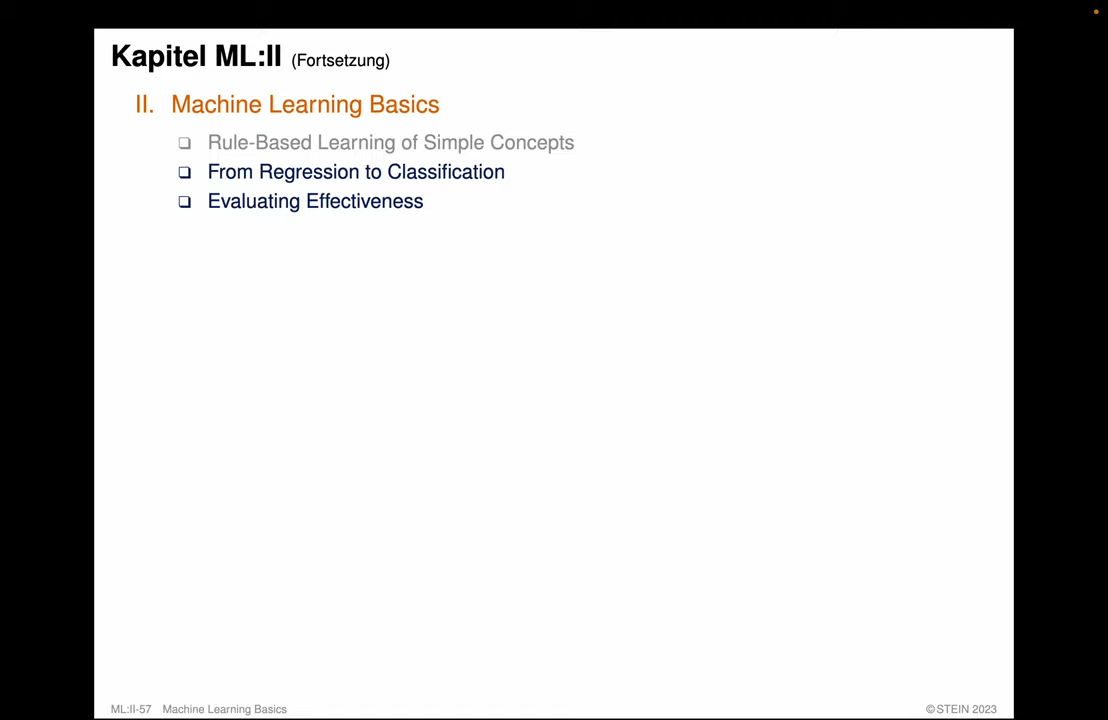 Kapitel ML:II (Fortsetzung)
II. Machine Learning Basics
❑ Rule-Based Learning of Simple Concepts
❑ From Regression to Classification
❑ Evaluating Effectiveness
ML:II-57 Machine Learning Basics
© STEIN 2023